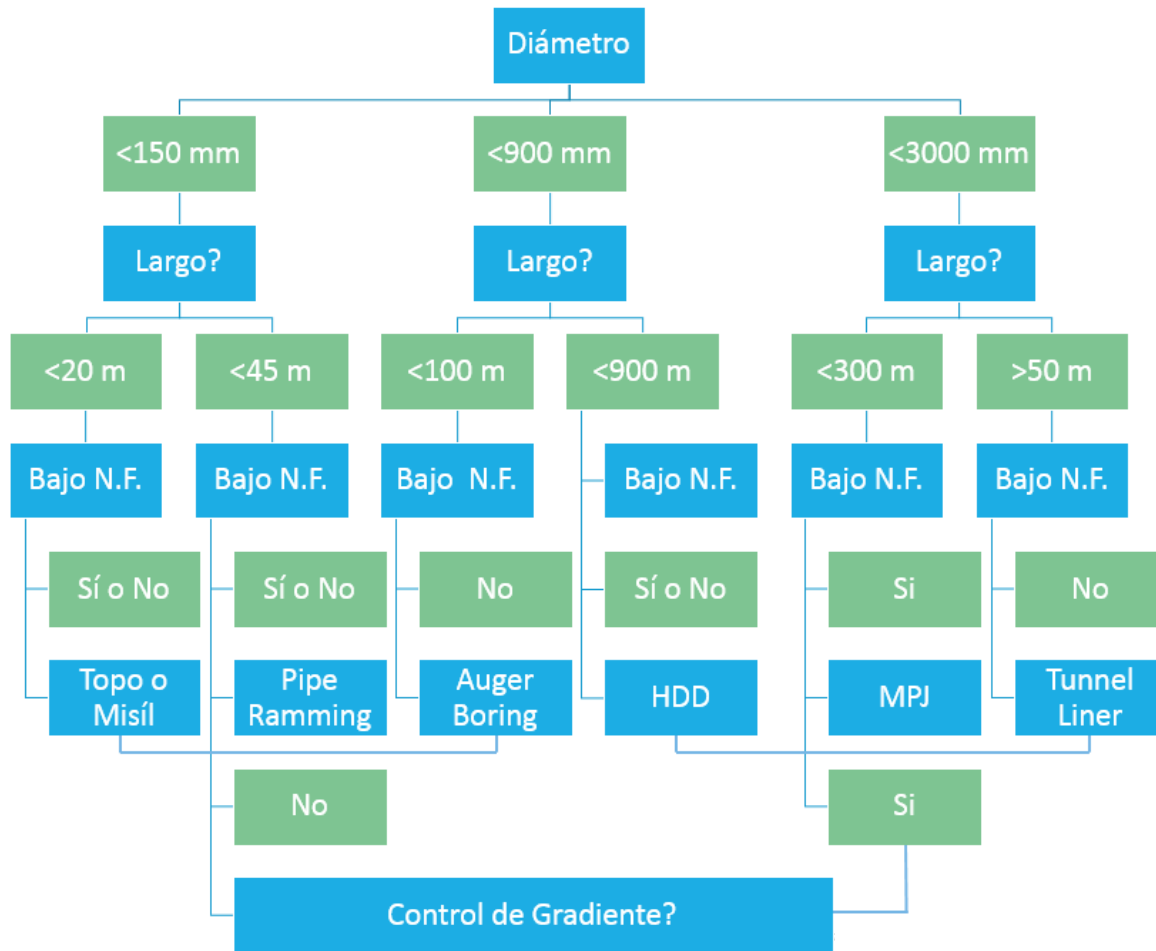 Diámetro
<150 mm
<900 mm
<3000 mm
Largo?
Largo?
Largo?
<20 m
<45 m
<100 m
<900 m
<300 m
>50 m
Bajo N.F.
Bajo N.F.
Bajo  N.F.
Bajo N.F.
Bajo N.F.
Bajo N.F.
Sí o No
Sí o No
No
Sí o No
Si
No
Topo o
Misíl
Pipe
Ramming
Auger
Boring
HDD
MPJ
Tunnel
Liner
No
Si
Control de Gradiente?